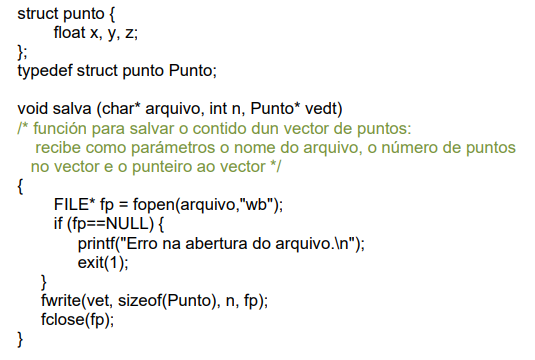 struct punto {
float x, y, z;
};
typedef struct punto Punto;
void salva (char* arquivo, int n, Punto* vedt)
/* función para salvar o contido dun vector de puntos:
recibe como parámetros o nome do arquivo, o número de puntos
no vector e o punteiro ao vector */
{
FILE* fp = fopen(arquivo,"wb");
if (fp==NULL) {
printf("Erro na abertura do arquivo.\n");
exit(1);
}
fwrite(vet, sizeof(Punto), n, fp);
fclose(fp);
}